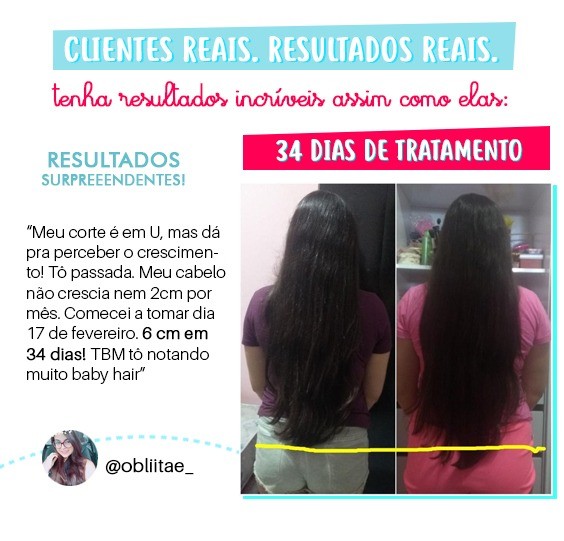 CLIENTES REAIS. RESULTADOS REAIS.
tenha resultados incríveis assim como elas:
RESULTADOS
SURPREEENDENTES!
34 DIAS DE TRATAMENTO
“Meu corte é em U, mas dá
pra perceber o crescimen-
to! Tô passada. Meu cabelo
não crescia nem 2cm por
mês. Comecei a tomar dia
17 de fevereiro. 6 cm em
34 dias! TBM tô notando
muito baby hair”
@obliitae_